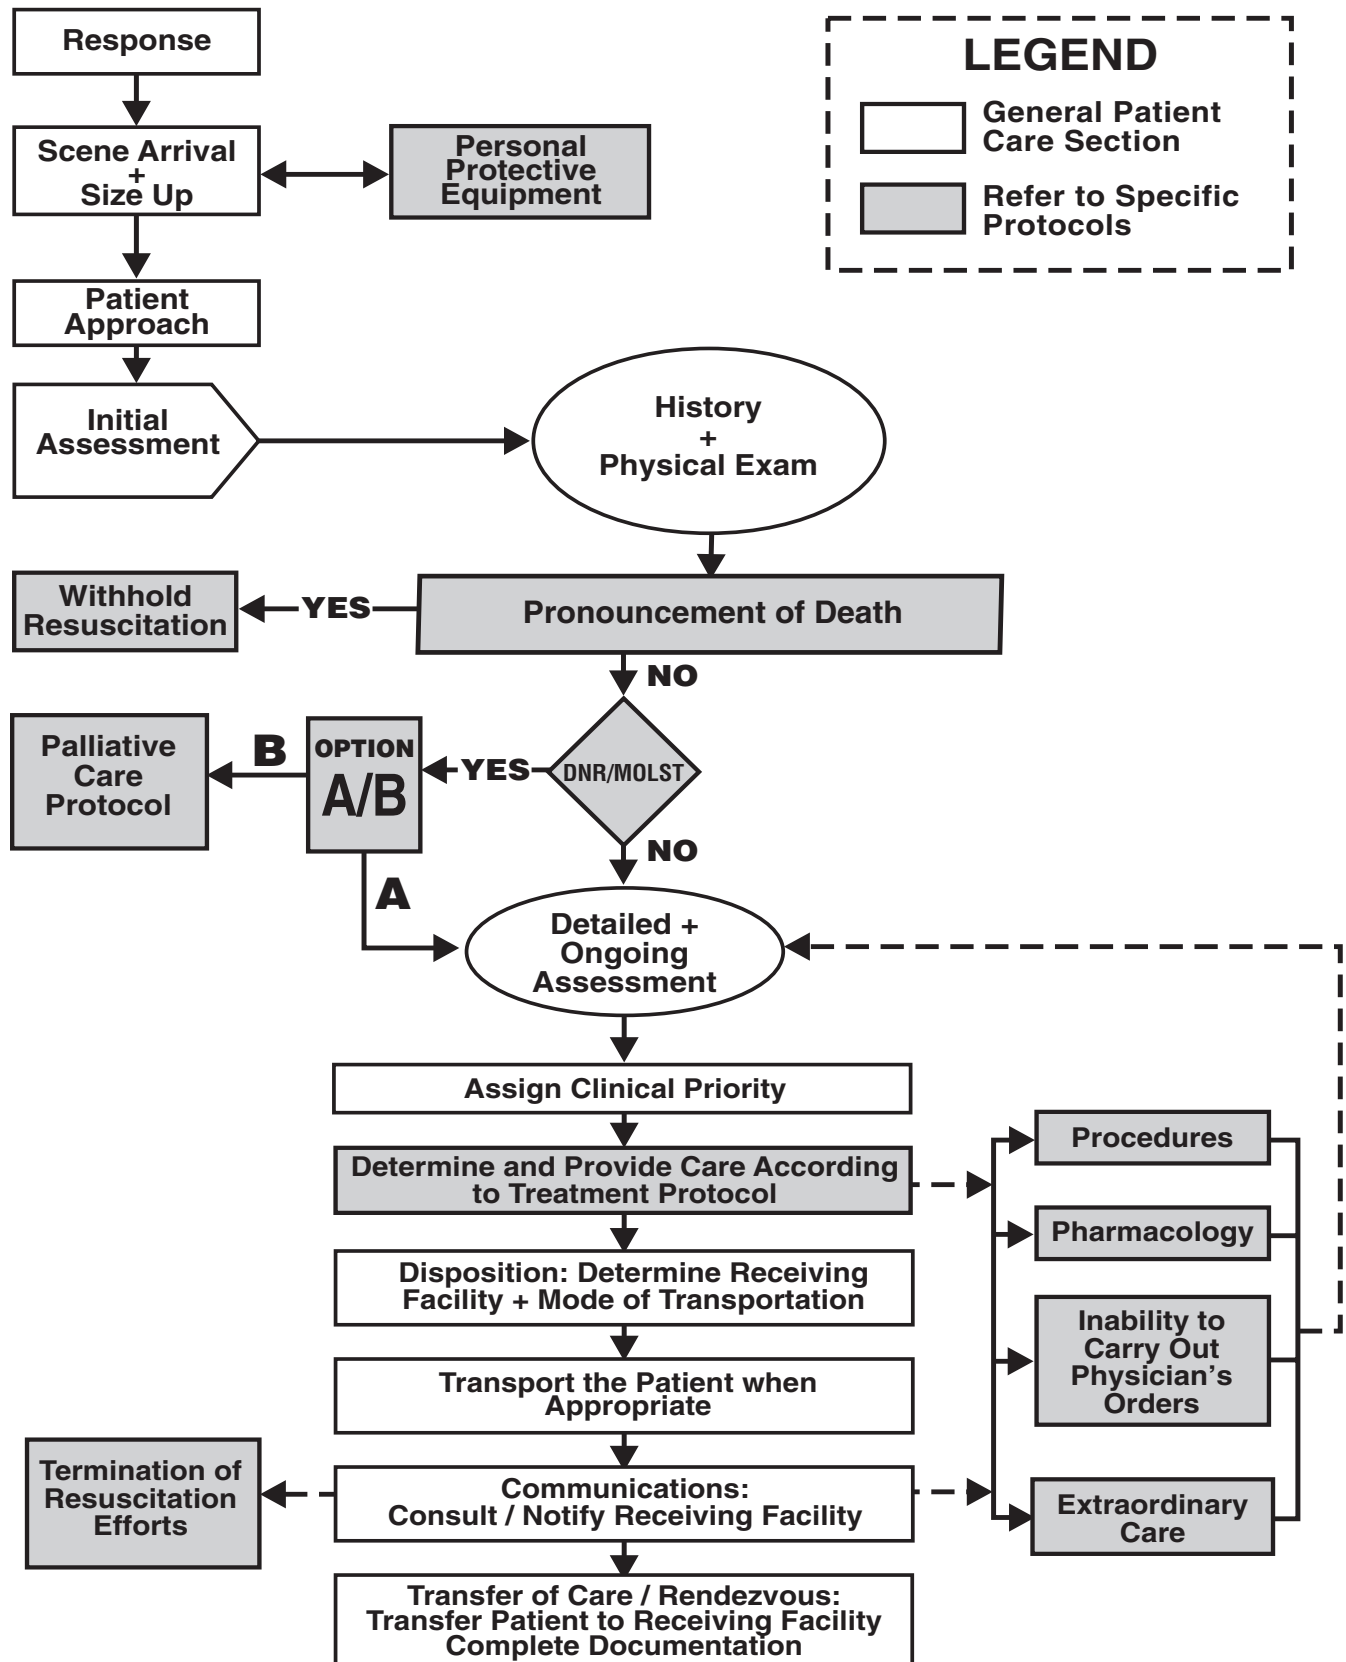 Response
LEGEND
General Patient
Care Section
Refer to Specific
Protocols
Scene Arrival
+
Size Up
Personal
Protective
Equipment
Patient
Approach
Initial
Assessment
History
+
Physical Exam
Withhold
Resuscitation
YES
Pronouncement of Death
NO
Palliative
Care
Protocol
B
OPTION
A/B
YES
DNR/MOLST
NO
A
Detailed +
Ongoing
Assessment
Assign Clinical Priority
Determine and Provide Care According
to Treatment Protocol
Procedures
Pharmacology
Inability to
Carry Out
Physician’s
Orders
Extraordinary
Care
Disposition: Determine Receiving
Facility + Mode of Transportation
Transport the Patient when
Appropriate
Termination of
Resuscitation
Efforts
Communications:
Consult / Notify Receiving Facility
Transfer of Care / Rendezvous:
Transfer Patient to Receiving Facility
Complete Documentation